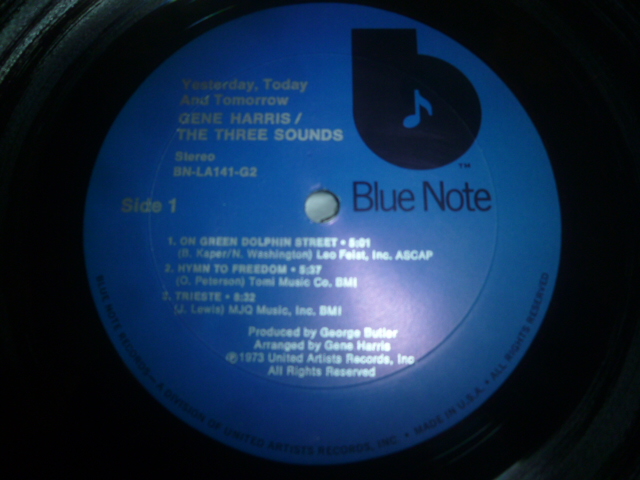 Yesterday, Today
And Tomorrow
GENE HARRIS /
THE THREE SOUNDS
Stereo
BN-LA141-G2
Side 1
b
TM
Blue Note
1. ON GREEN DOLPHIN STREET • 5:01
(B. Kaper/N. Washington) Leo Feist, Inc. ASCAP
2. HYMN TO FREEDOM • 5:37
(O. Peterson) Tomi Music Co. BMI
3. TRIESTE • 5:32
(J. Lewis) MJQ Music, Inc. BMI
Produced by George Butler
Arranged by Gene Harris
℗1973 United Artists Records, Inc.
All Rights Reserved
BLUE NOTE RECORDS—A DIVISION OF UNITED ARTISTS RECORDS, INC. • MADE IN U.S.A. • ALL RIGHTS RESERVED